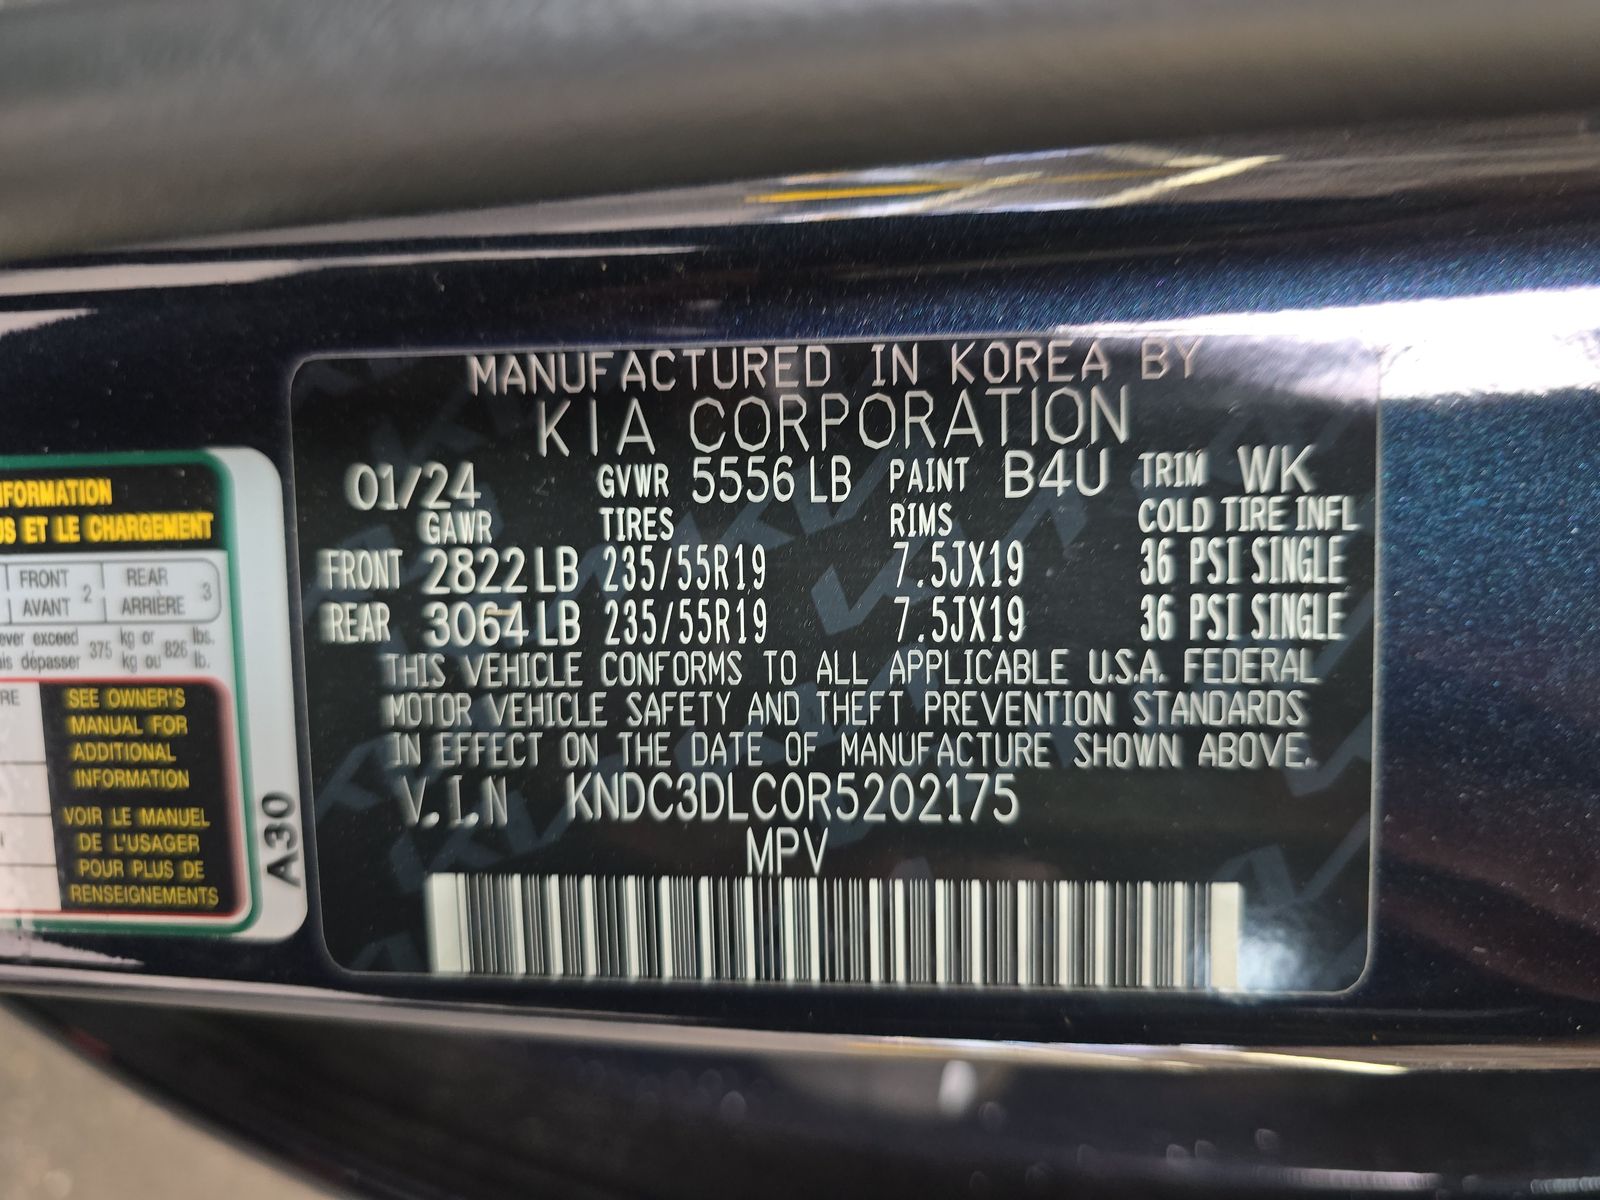 MANUFACTURED IN KOREA BY
KIA CORPORATION
01/24 GVWR 5556 LB PAINT B4U TRIM WK
GAWR TIRES RIMS COLD TIRE INFL
FRONT 2822 LB 235/55R19 7.5JX19 36 PSI SINGLE
REAR 3064 LB 235/55R19 7.5JX19 36 PSI SINGLE
THIS VEHICLE CONFORMS TO ALL APPLICABLE U.S.A. FEDERAL
MOTOR VEHICLE SAFETY AND THEFT PREVENTION STANDARDS
IN EFFECT ON THE DATE OF MANUFACTURE SHOWN ABOVE.
V.I.N KNDC3DLC0R5202175
MPV
NFORMATION
US ET LE CHARGEMENT
FRONT 2 REAR 3
AVANT ARRIÈRE
ever exceed 375 kg or 826 lbs.
is dépasser kg ou lb.
RE
SEE OWNER'S
MANUAL FOR
ADDITIONAL
INFORMATION
VOIR LE MANUEL
DE L'USAGER
POUR PLUS DE
RENSEIGNEMENTS
A30